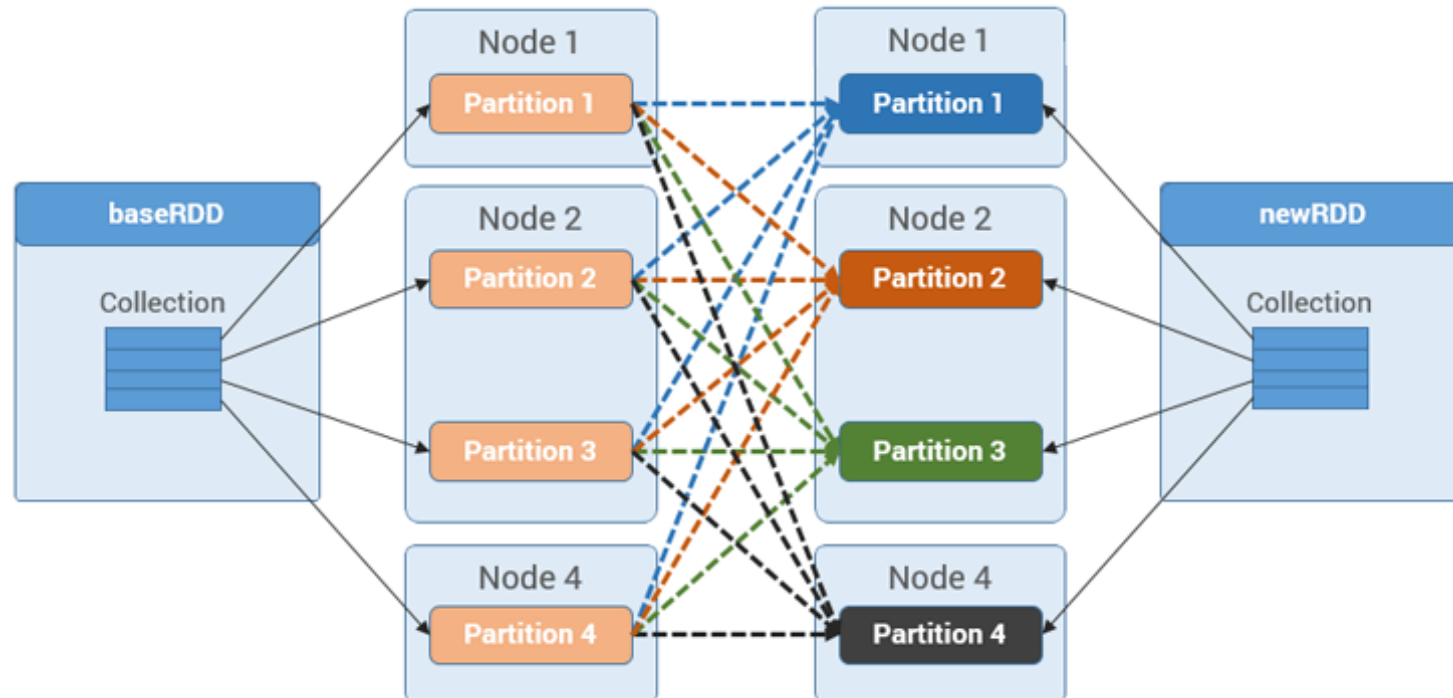 baseRDD
Collection
Node 1
Partition 1
Node 2
Partition 2
Partition 3
Node 4
Partition 4
Node 1
Partition 1
Node 2
Partition 2
Partition 3
Node 4
Partition 4
newRDD
Collection